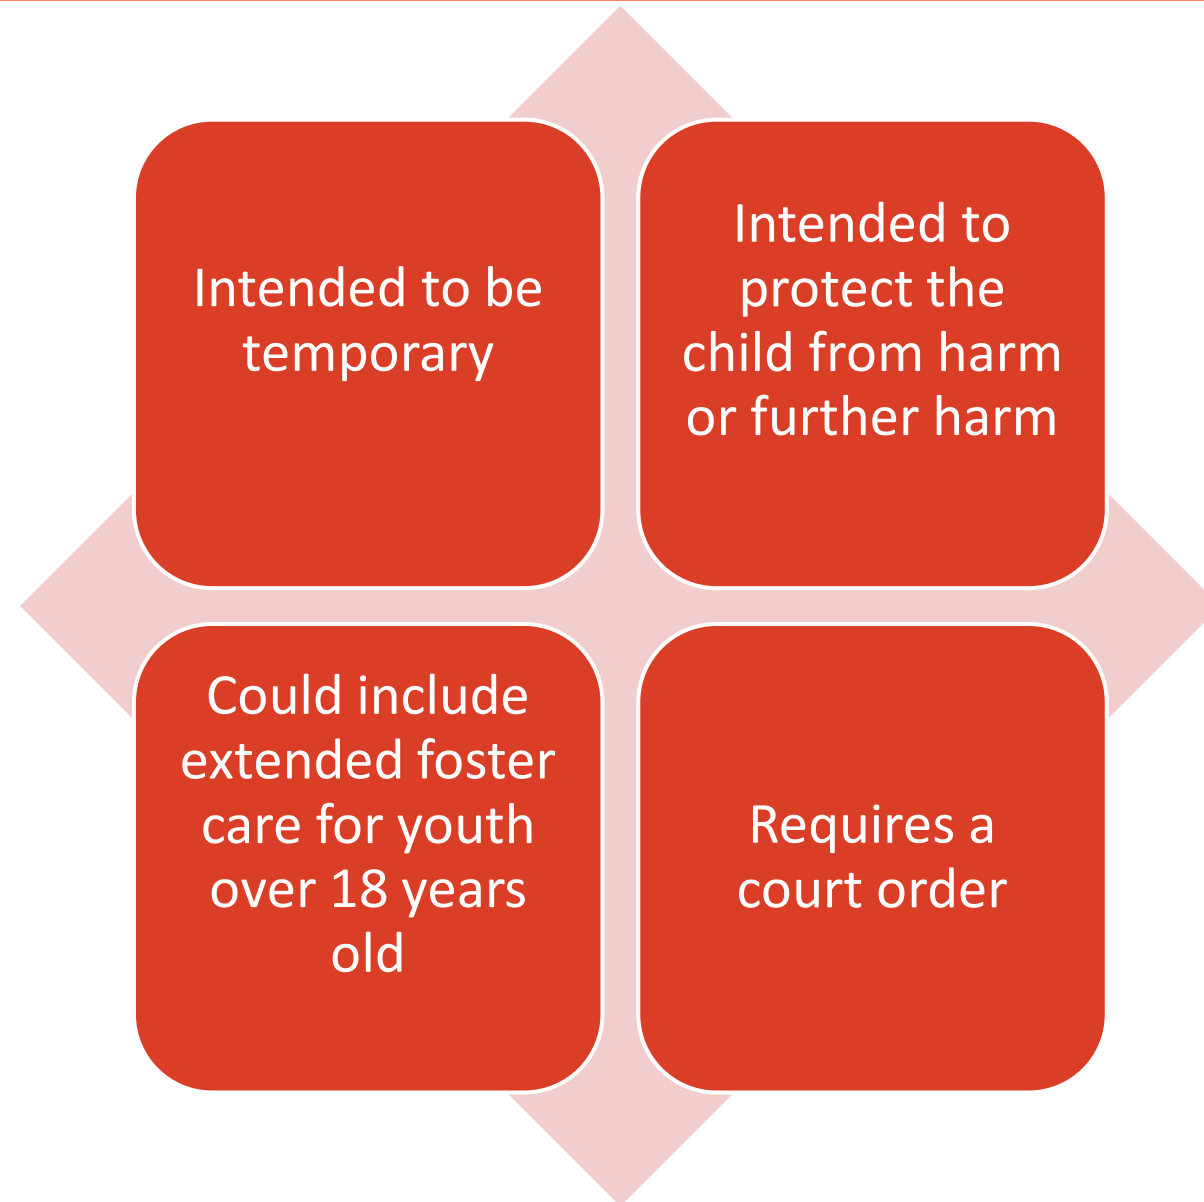 Intended to be
temporary
Intended to
protect the
child from harm
or further harm
Could include
extended foster
care for youth
over 18 years
old
Requires a
court order